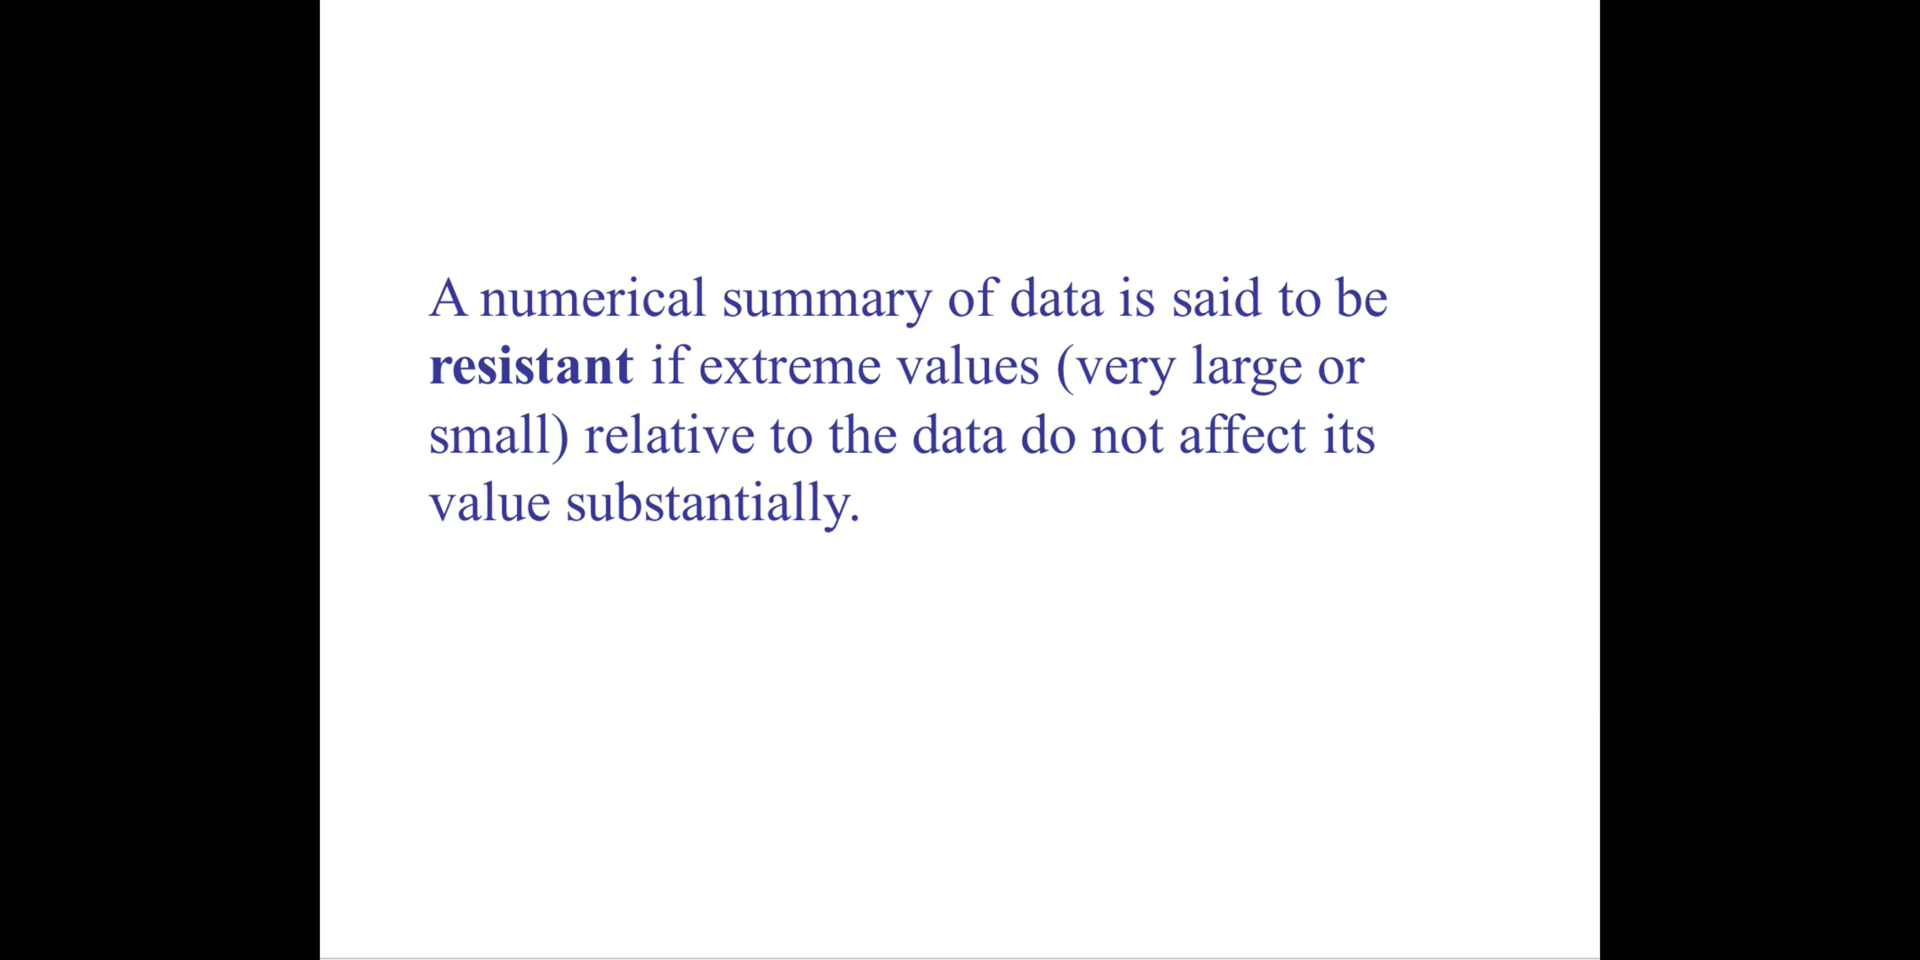 A numerical summary of data is said to be
resistant if extreme values (very large or
small) relative to the data do not affect its
value substantially.